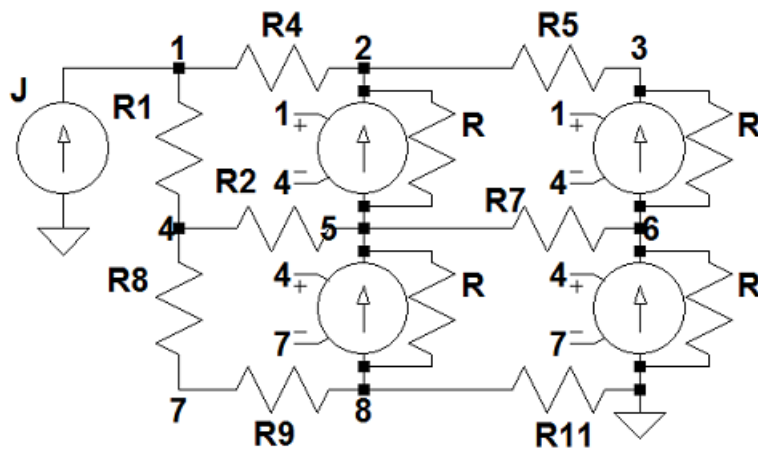 R4 R5
1 2 3
J
R1 1 + R 1 + R
4 − 4 −
R2 R7
4 5 6
R8 4 + R 4 + R
7 − 7 −
7 R9 8 R11